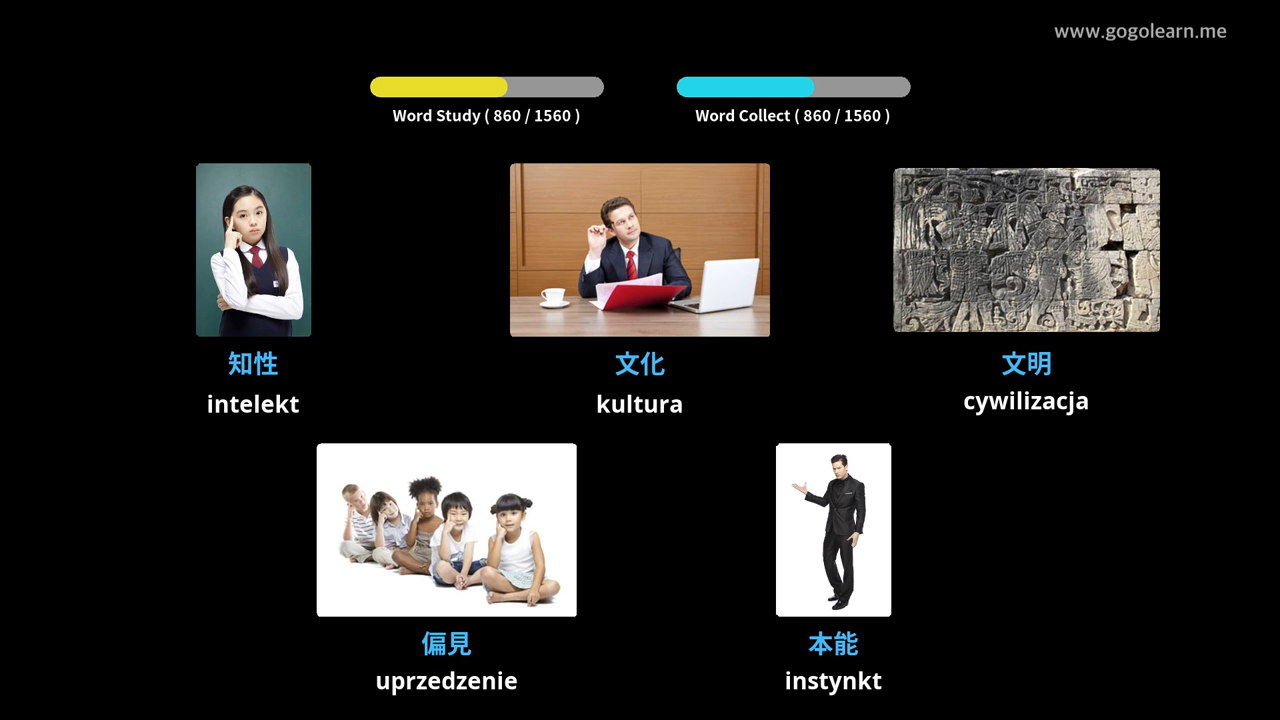 www.gogolearn.me
Word Study ( 860 / 1560 )
Word Collect ( 860 / 1560 )
知性
intelekt
文化
kultura
文明
cywilizacja
偏見
uprzedzenie
本能
instynkt